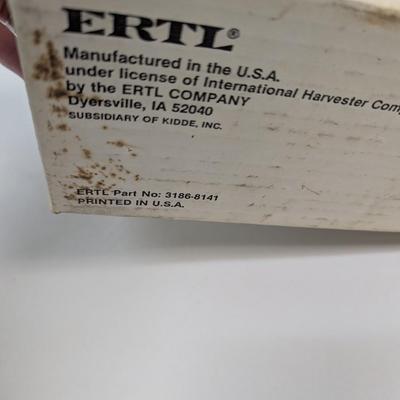 ERTL®
Manufactured in the U.S.A.
under license of International Harvester Comp
by the ERTL COMPANY
Dyersville, IA 52040
SUBSIDIARY OF KIDDE, INC.
ERTL Part No: 3186-8141
PRINTED IN U.S.A.